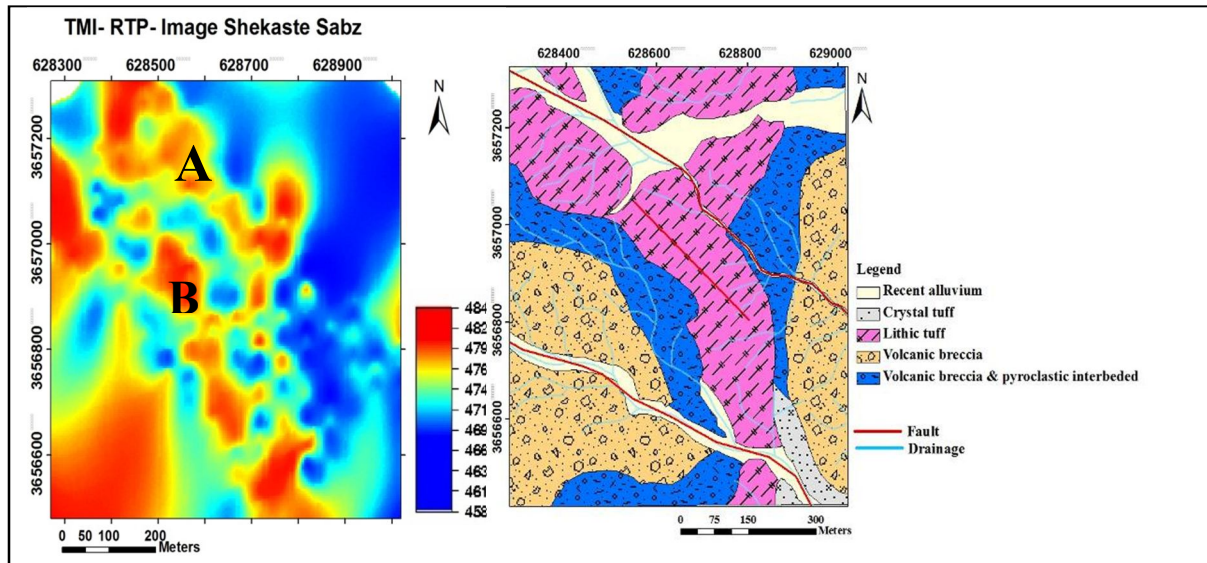 TMI- RTP- Image Shekaste Sabz
628300 628500 628700 628900
3657200
3657000
3656800
3656600
N
A
B
484
482
479
476
474
471
469
466
463
461
458
0 50 100 200
Meters
628400 628600 628800 629000
3657200
3657000
3656800
3656600
N
Legend
Recent alluvium
Crystal tuff
Lithic tuff
Volcanic breccia
Volcanic breccia & pyroclastic interbeded
Fault
Drainage
0 75 150 300
Meters